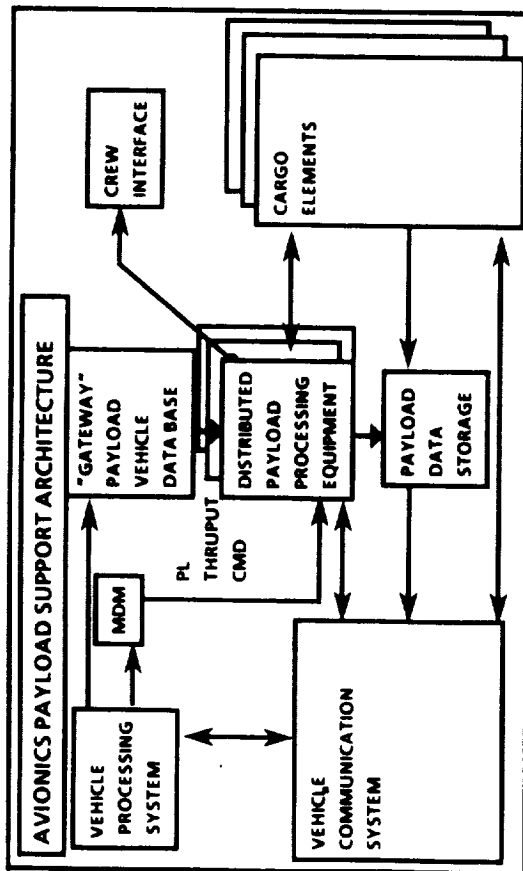 AVIONICS PAYLOAD SUPPORT ARCHITECTURE
VEHICLE
PROCESSING
SYSTEM
MDM
"GATEWAY"
PAYLOAD
VEHICLE
DATA BASE
CREW
INTERFACE
PL
THRUPUT
CMD
DISTRIBUTED
PAYLOAD
PROCESSING
EQUIPMENT
CARGO
ELEMENTS
VEHICLE
COMMUNICATION
SYSTEM
PAYLOAD
DATA
STORAGE